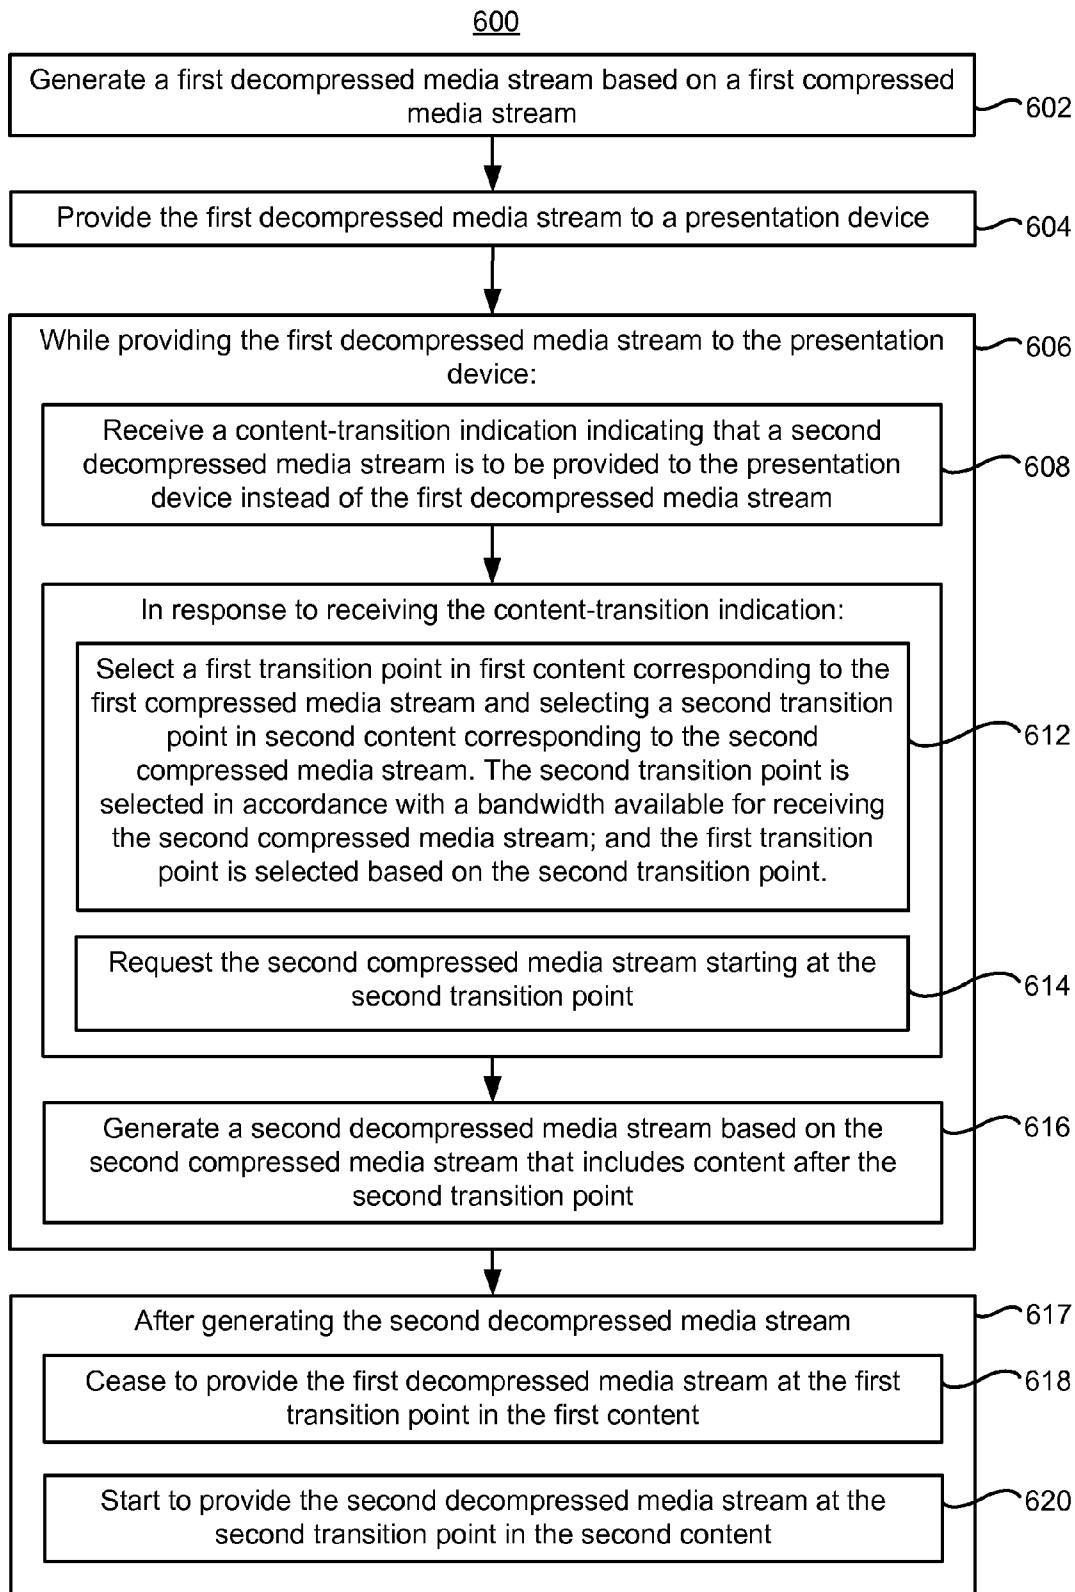 600
Generate a first decompressed media stream based on a first compressed
media stream
602
Provide the first decompressed media stream to a presentation device
604
While providing the first decompressed media stream to the presentation
device:
606
Receive a content-transition indication indicating that a second
decompressed media stream is to be provided to the presentation
device instead of the first decompressed media stream
608
In response to receiving the content-transition indication:
Select a first transition point in first content corresponding to the
first compressed media stream and selecting a second transition
point in second content corresponding to the second
compressed media stream. The second transition point is
selected in accordance with a bandwidth available for receiving
the second compressed media stream; and the first transition
point is selected based on the second transition point.
612
Request the second compressed media stream starting at the
second transition point
614
Generate a second decompressed media stream based on the
second compressed media stream that includes content after the
second transition point
616
After generating the second decompressed media stream
617
Cease to provide the first decompressed media stream at the first
transition point in the first content
618
Start to provide the second decompressed media stream at the
second transition point in the second content
620